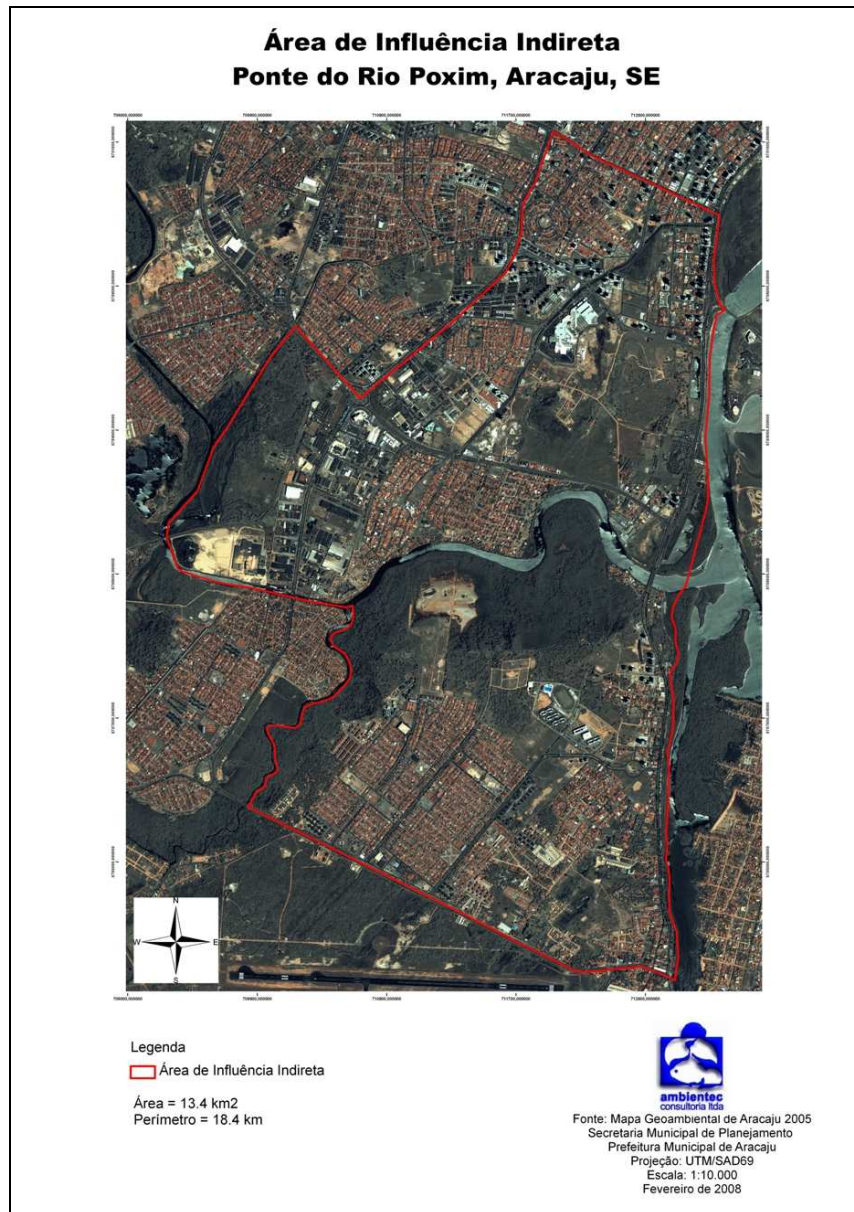 Área de Influência Indireta
Ponte do Rio Poxim, Aracaju, SE
N
W
E
S
Legenda
Área de Influência Indireta
Área = 13.4 km2
Perímetro = 18.4 km
ambientec
consultoria ltda
Fonte: Mapa Geoambiental de Aracaju 2005
Secretaria Municipal de Planejamento
Prefeitura Municipal de Aracaju
Projeção: UTM/SAD69
Escala: 1:10.000
Fevereiro de 2008